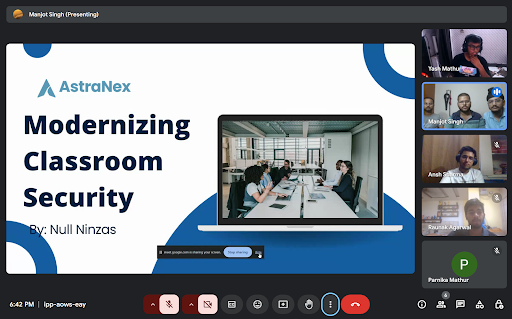 Manjot Singh (Presenting)
AstraNex
Modernizing
Classroom
Security
By: Null Ninzas
meet.google.com is sharing your screen.
Stop sharing
Hide
Yash Mathur
Manjot Singh
Ansh Sharma
Raunak Agarwal
P
Parnika Mathur
6:42 PM | ipp-aows-eay
6